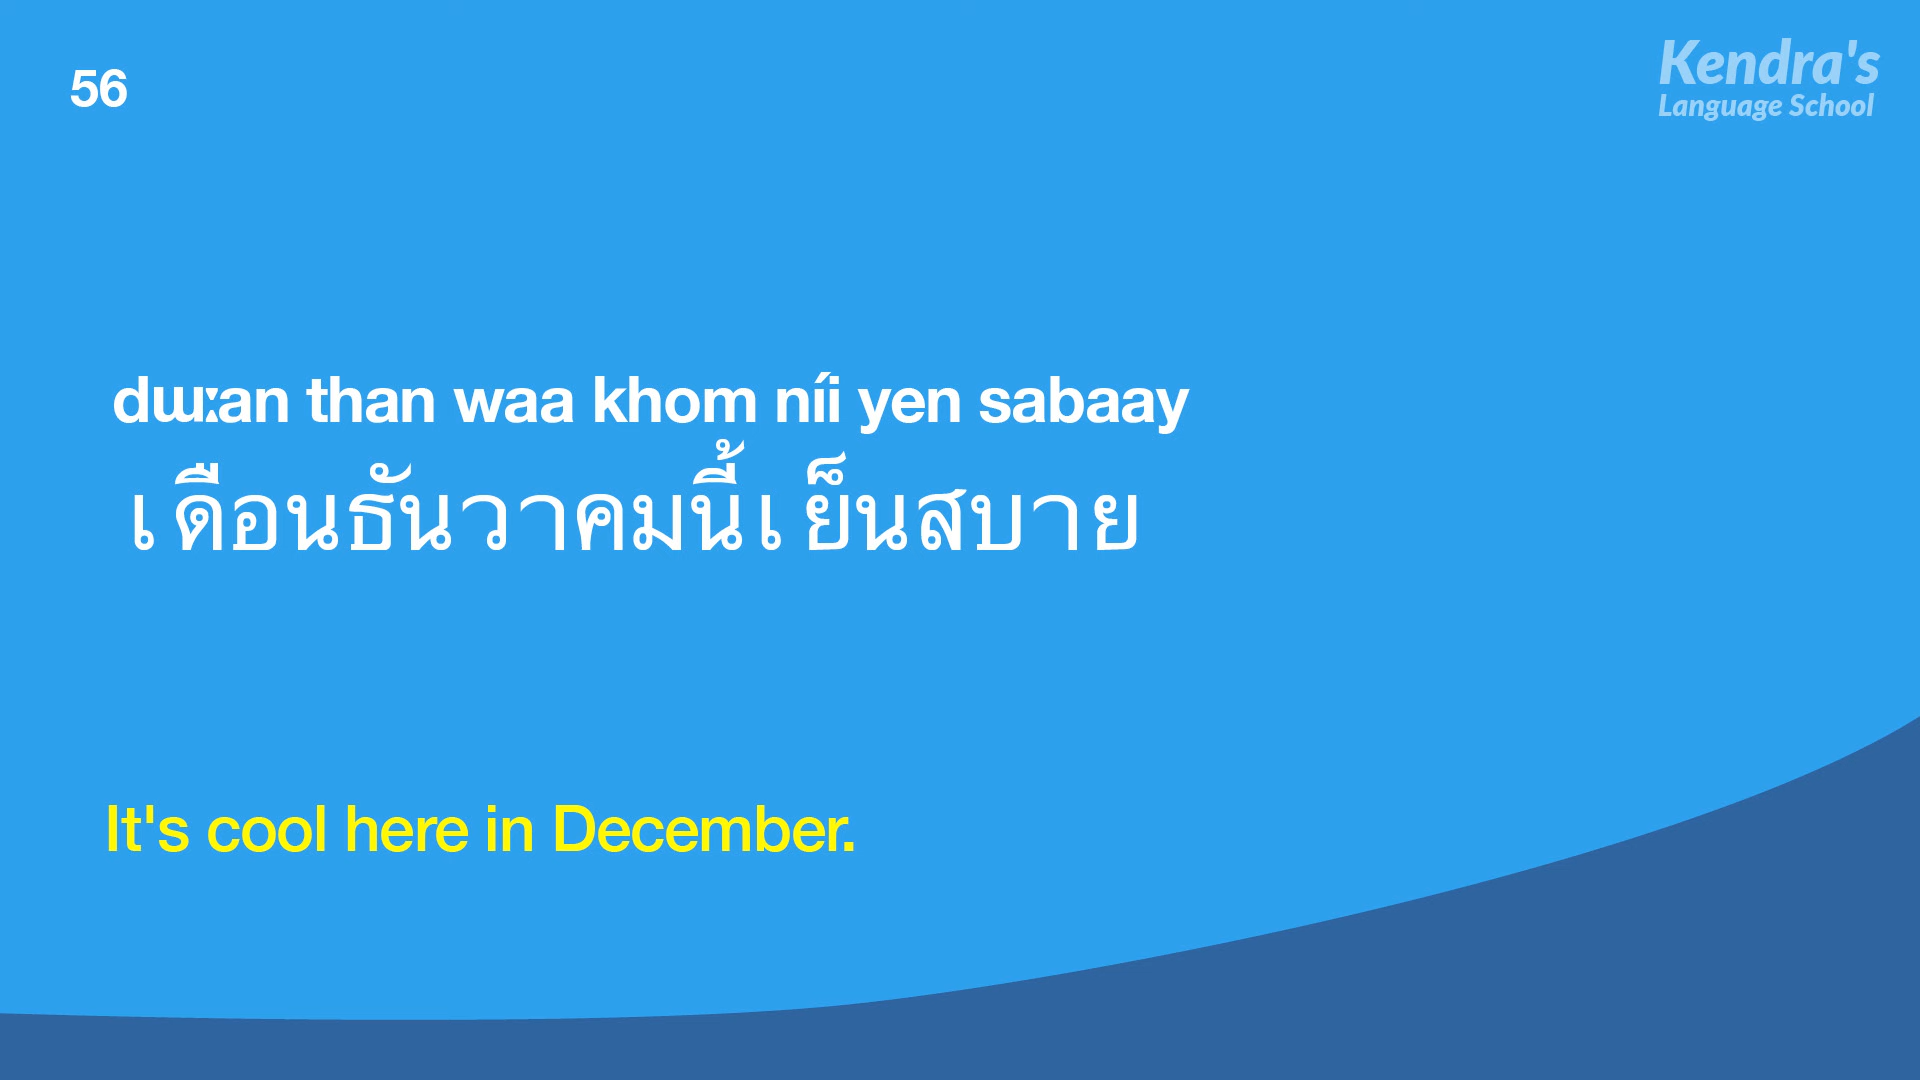 56
Kendra's
Language School
dɯːan than waa khom níi yen sabaay
เดือนธันวาคมนี้เย็นสบาย
It's cool here in December.